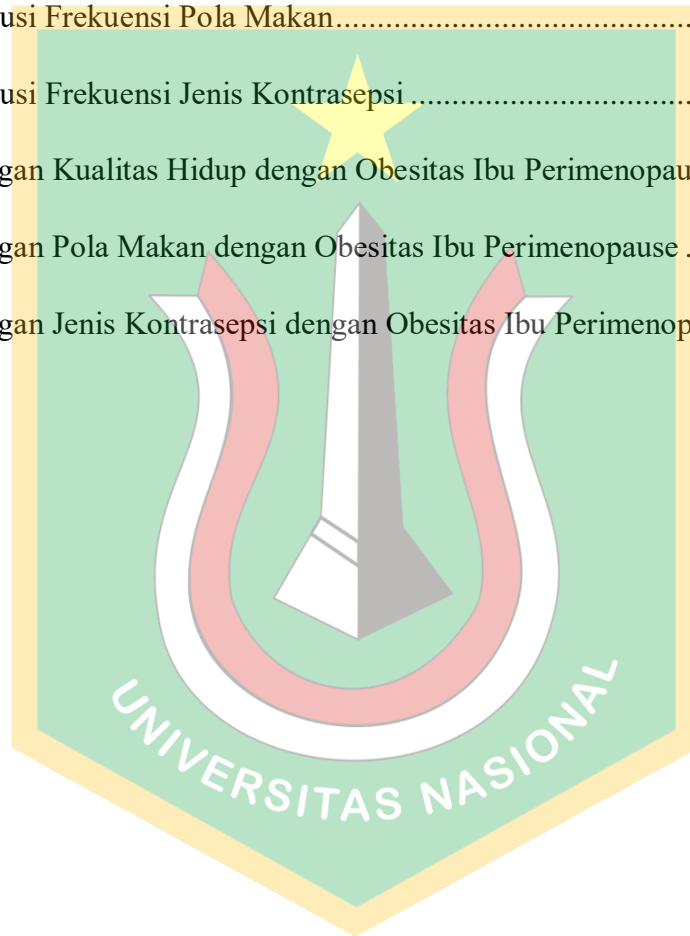 usi Frekuensi Pola Makan..........................................
usi Frekuensi Jenis Kontrasepsi ..................................
gan Kualitas Hidup dengan Obesitas Ibu Perimenopau
gan Pola Makan dengan Obesitas Ibu Perimenopause .
gan Jenis Kontrasepsi dengan Obesitas Ibu Perimenop
UNIVERSITAS NASIONAL